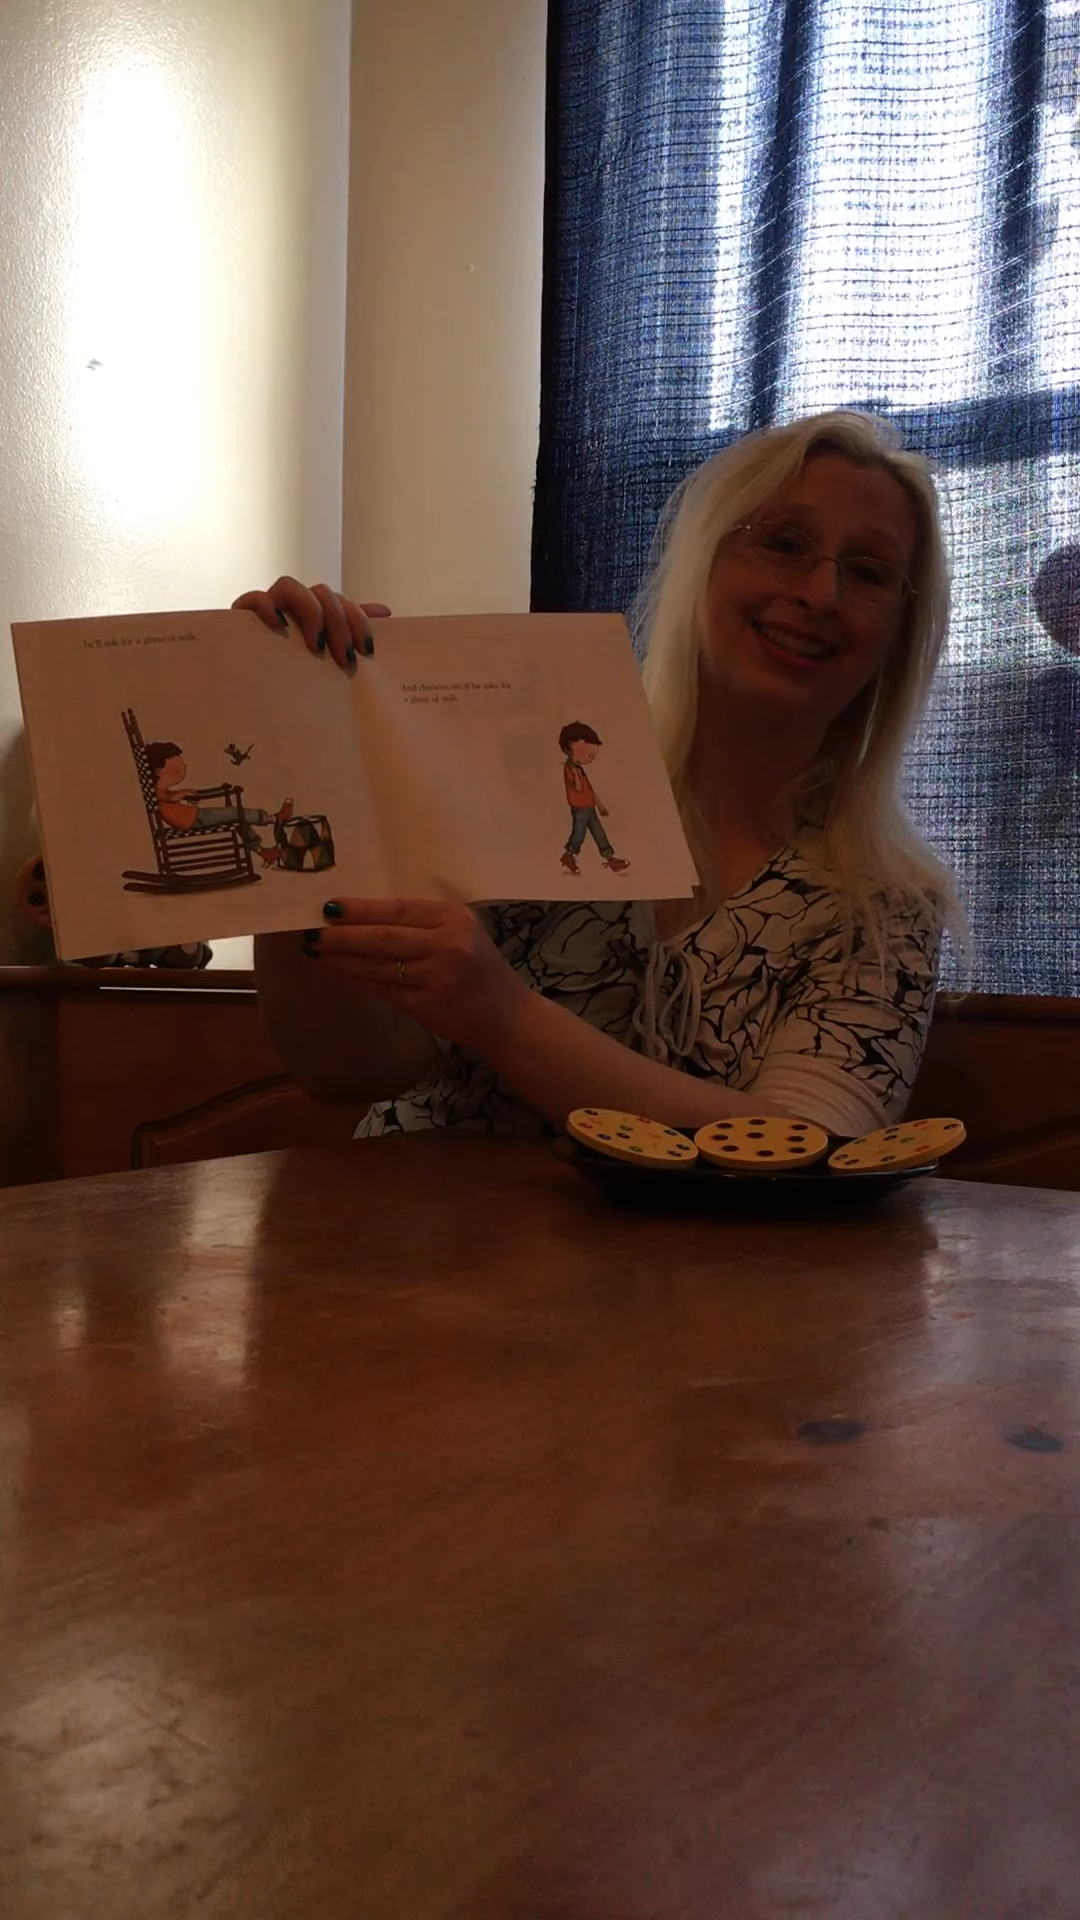 he'll ask for a glass of milk.
And chances are if he asks for
a glass of milk,